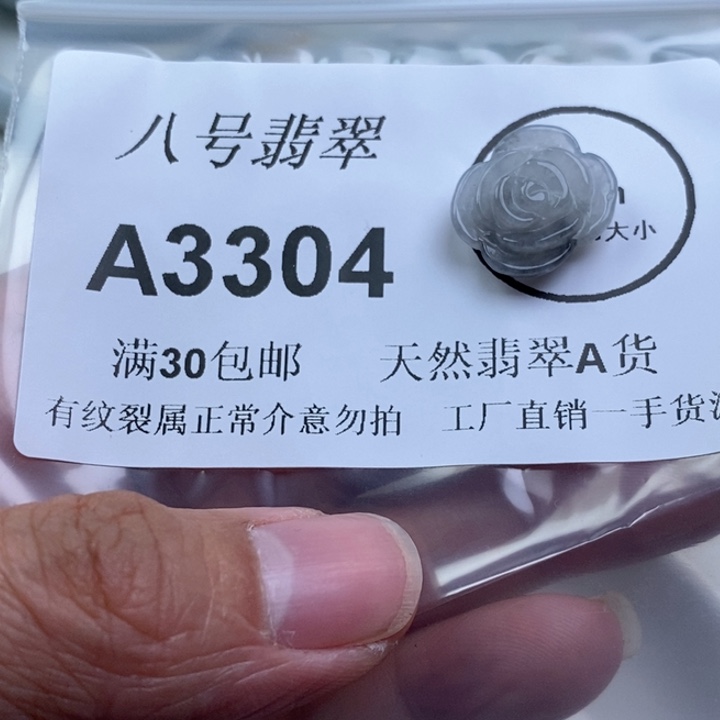 八号翡翠
A3304
大小
满30包邮 天然翡翠A货
有纹裂属正常介意勿拍 工厂直销一手货